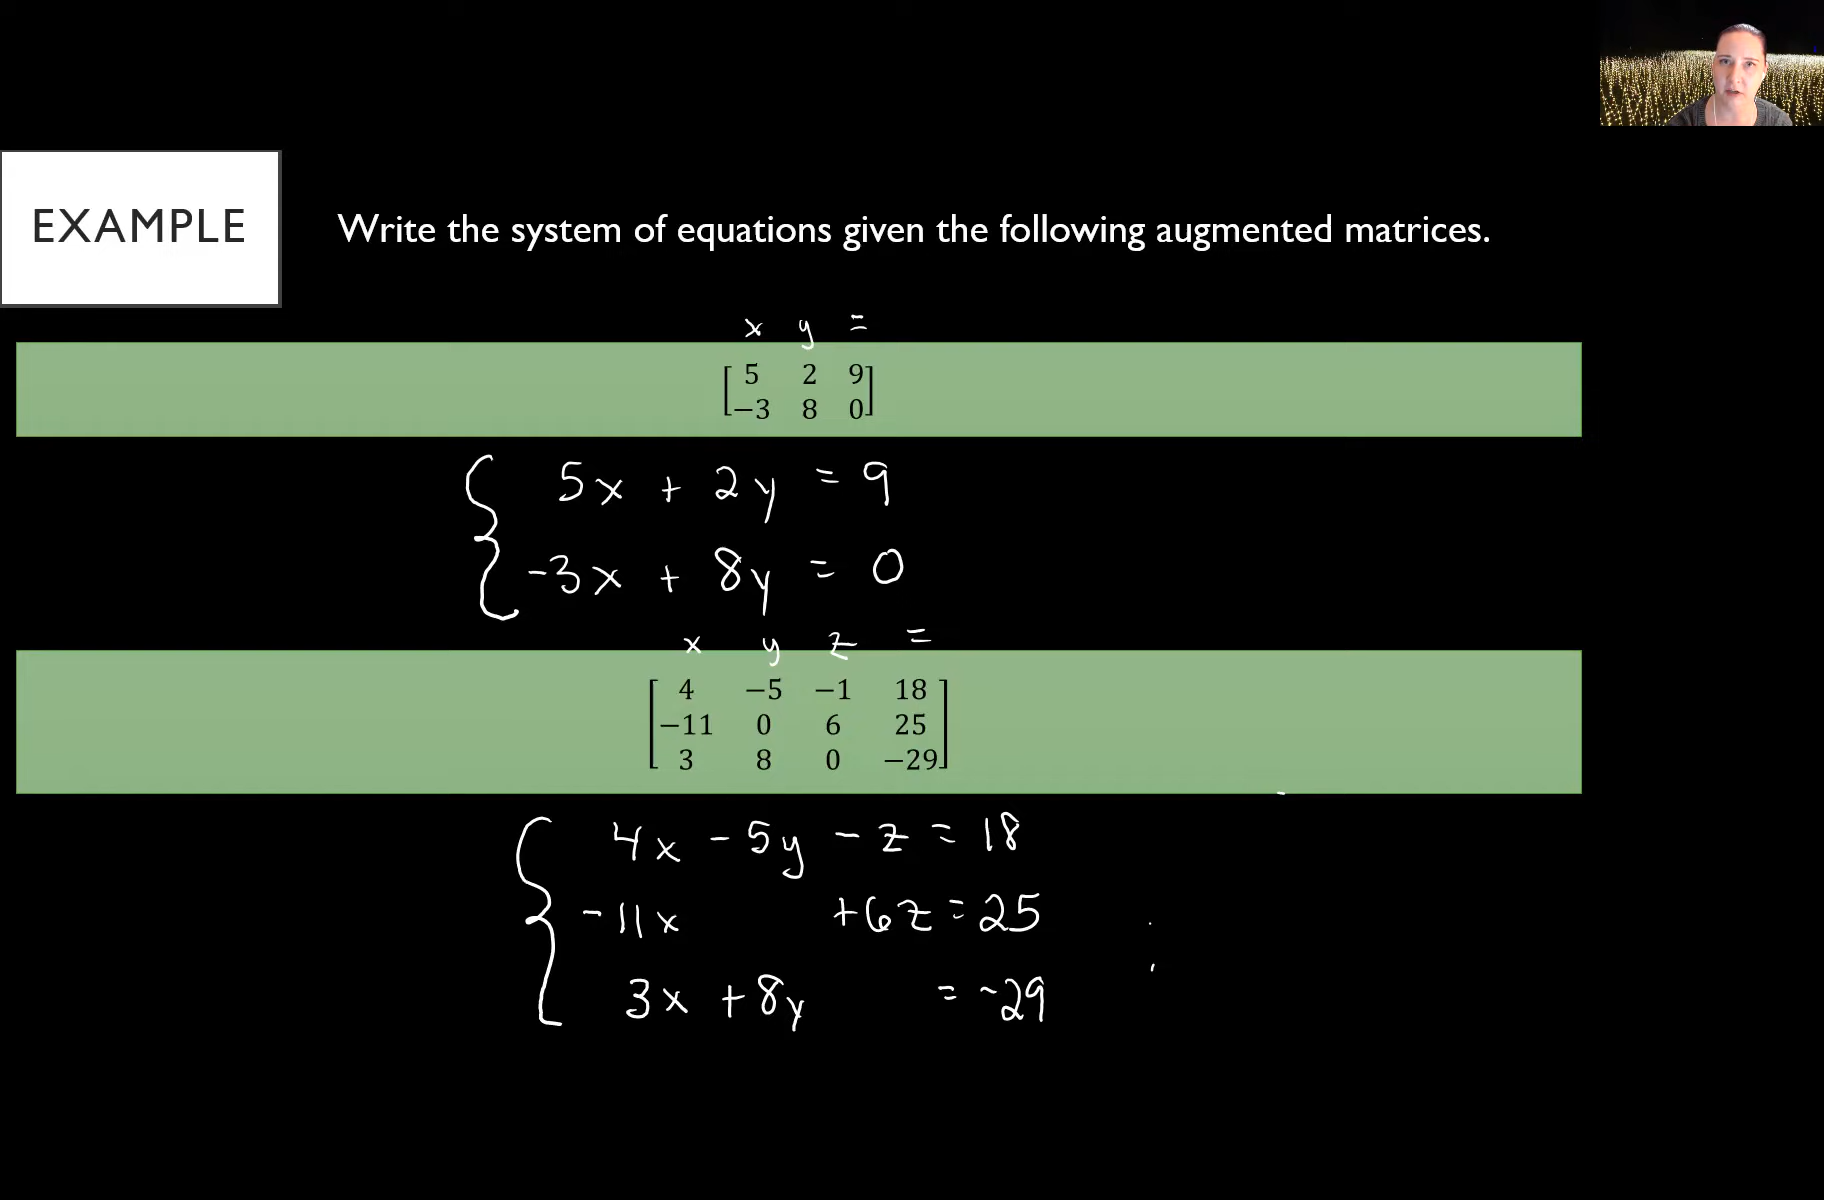 EXAMPLE
Write the system of equations given the following augmented matrices.
x y =
5 2 9
−3 8 0
5x + 2y = 9
-3x + 8y = 0
x y z =
4 −5 −1 18
−11 0 6 25
3 8 0 −29
4x - 5y - z = 18
-11x +6z = 25
3x +8y = -29